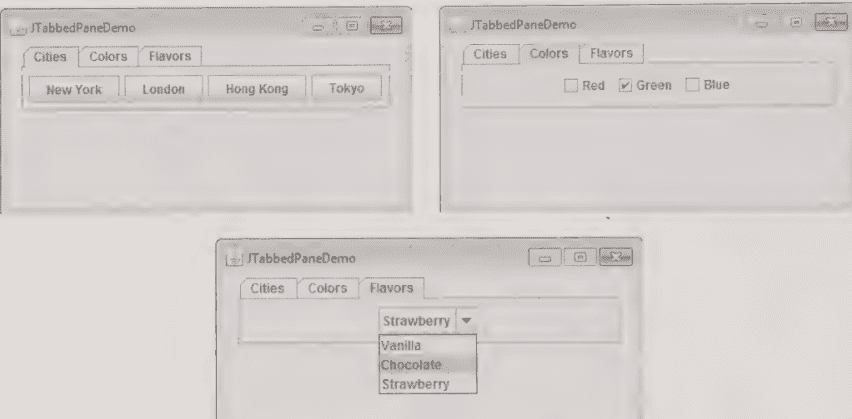 JTabbedPaneDemo
Cities Colors Flavors
New York London Hong Kong Tokyo
JTabbedPaneDemo
Cities Colors Flavors
Red Green Blue
JTabbedPaneDemo
Cities Colors Flavors
Strawberry
Vanilla
Chocolate
Strawberry